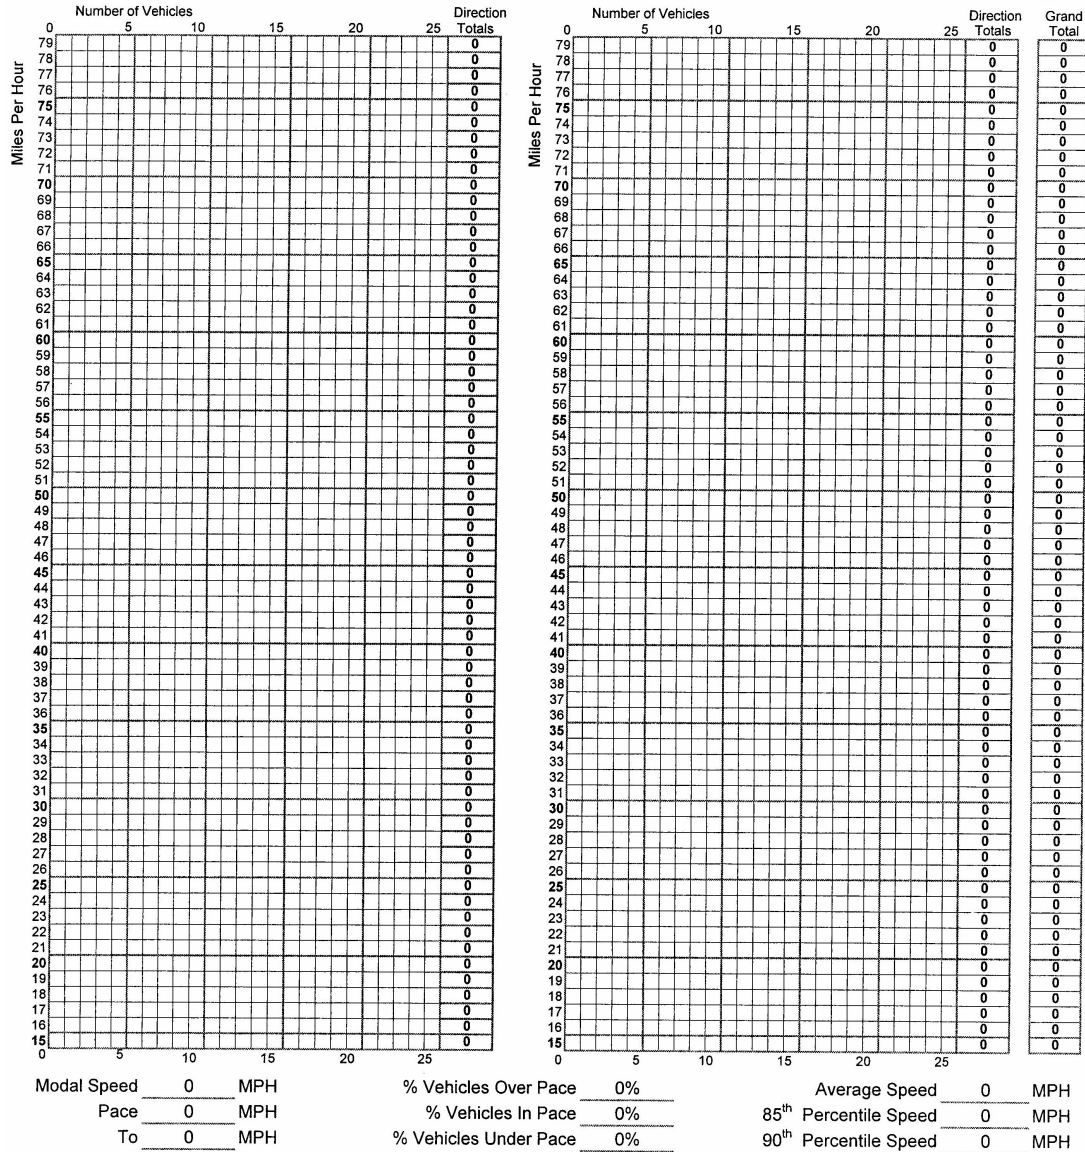 Number of Vehicles Direction Number of Vehicles Direction Grand
0 5 10 15 20 25 Totals 0 5 10 15 20 25 Totals Total
Miles Per Hour
Miles Per Hour
79 0 79 0 0
78 0 78 0 0
77 0 77 0 0
76 0 76 0 0
75 0 75 0 0
74 0 74 0 0
73 0 73 0 0
72 0 72 0 0
71 0 71 0 0
70 0 70 0 0
69 0 69 0 0
68 0 68 0 0
67 0 67 0 0
66 0 66 0 0
65 0 65 0 0
64 0 64 0 0
63 0 63 0 0
62 0 62 0 0
61 0 61 0 0
60 0 60 0 0
59 0 59 0 0
58 0 58 0 0
57 0 57 0 0
56 0 56 0 0
55 0 55 0 0
54 0 54 0 0
53 0 53 0 0
52 0 52 0 0
51 0 51 0 0
50 0 50 0 0
49 0 49 0 0
48 0 48 0 0
47 0 47 0 0
46 0 46 0 0
45 0 45 0 0
44 0 44 0 0
43 0 43 0 0
42 0 42 0 0
41 0 41 0 0
40 0 40 0 0
39 0 39 0 0
38 0 38 0 0
37 0 37 0 0
36 0 36 0 0
35 0 35 0 0
34 0 34 0 0
33 0 33 0 0
32 0 32 0 0
31 0 31 0 0
30 0 30 0 0
29 0 29 0 0
28 0 28 0 0
27 0 27 0 0
26 0 26 0 0
25 0 25 0 0
24 0 24 0 0
23 0 23 0 0
22 0 22 0 0
21 0 21 0 0
20 0 20 0 0
19 0 19 0 0
18 0 18 0 0
17 0 17 0 0
16 0 16 0 0
15 0 15 0 0
0 5 10 15 20 25 0 5 10 15 20 25
Modal Speed 0 MPH % Vehicles Over Pace 0% Average Speed 0 MPH
Pace 0 MPH % Vehicles In Pace 0% 85th Percentile Speed 0 MPH
To 0 MPH % Vehicles Under Pace 0% 90th Percentile Speed 0 MPH